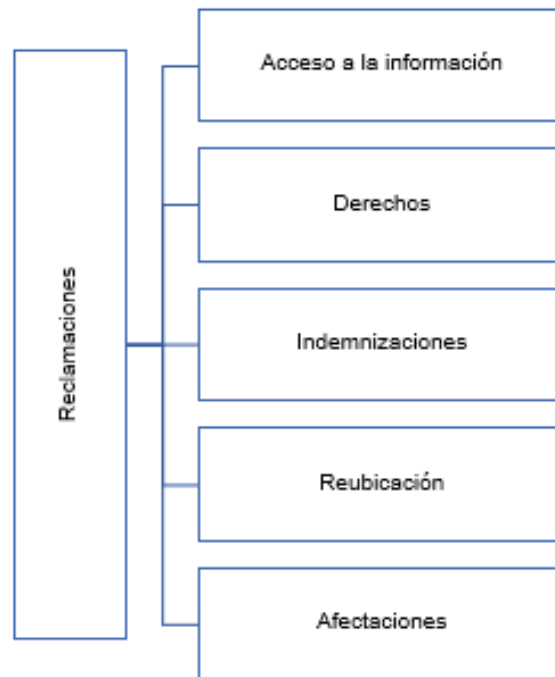 Reclamaciones
Acceso a la información
Derechos
Indemnizaciones
Reubicación
Afectaciones